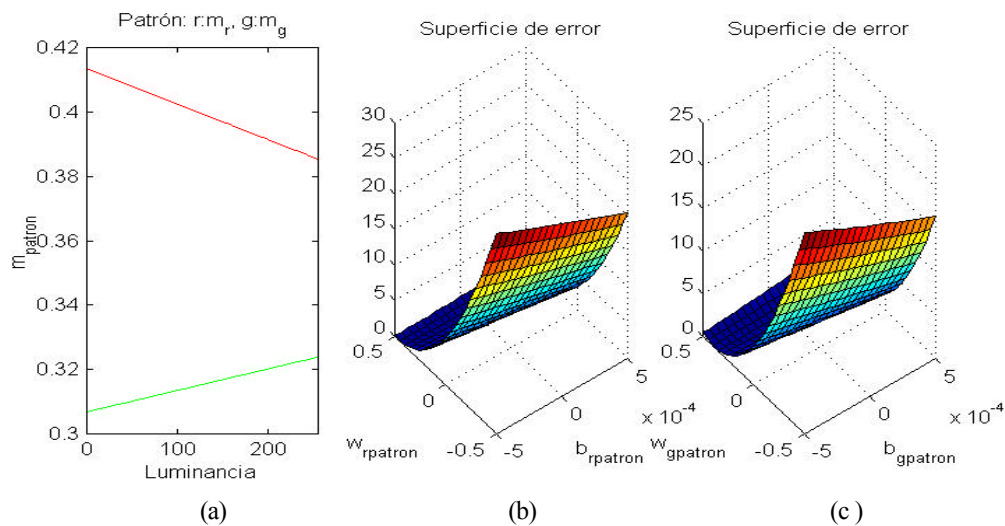 Patrón: r:m_r, g:m_g
0.42
0.4
0.38
0.36
0.34
0.32
0.3
m_patron
0 100 200
Luminancia
(a)
Superficie de error
30
25
20
15
10
5
0
0.5
0
-0.5
w_rpatron
-5
0
5
x 10^-4
b_rpatron
(b)
Superficie de error
25
20
15
10
5
0
0.5
0
-0.5
w_gpatron
-5
0
5
x 10^-4
b_gpatron
(c )